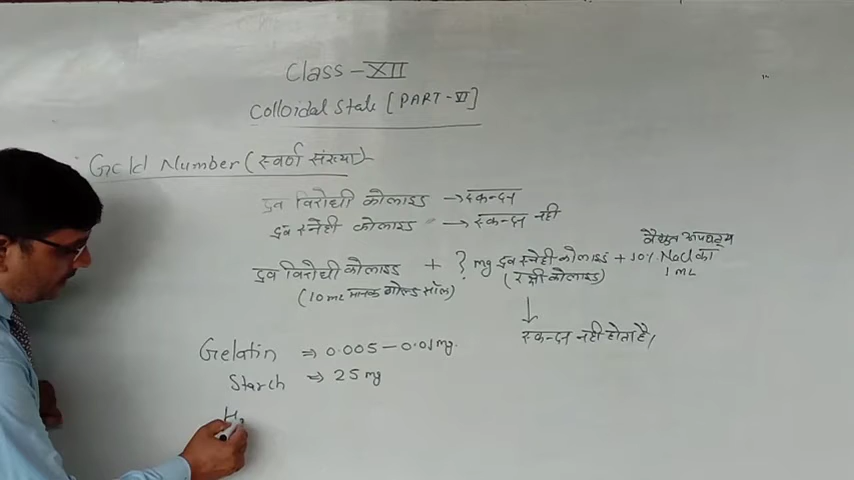 Class - XII
Colloidal State [PART - VI]
Gold Number (स्वर्ण संख्या)
द्रव विरोधी कोलाइड → स्कन्दन
द्रव स्नेही कोलाइड → स्कन्दन नही
वैद्युत अपघट्य
द्रव विरोधी कोलाइड + ? mg द्रव स्नेही कोलाइड + 10% NaCl का
(10 mL मानक गोल्ड सॉल) (रक्षी कोलाइड) 1 mL
↓
स्कन्दन नही होता है,
Gelatin ⇒ 0.005 - 0.01 mg.
Starch ⇒ 25 mg